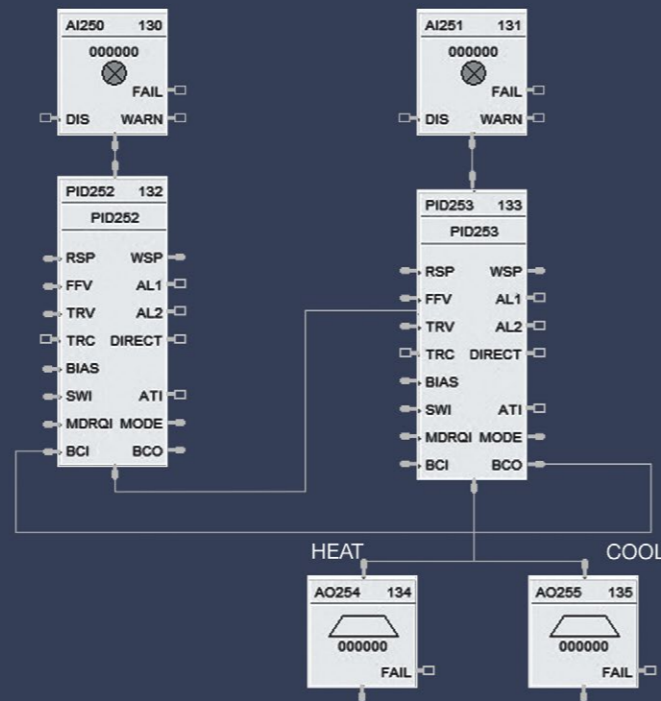 AI250 130
000000
FAIL
DIS WARN
AI251 131
000000
FAIL
DIS WARN
PID252 132
PID252
RSP WSP
FFV AL1
TRV AL2
TRC DIRECT
BIAS
SWI ATI
MDRQI MODE
BCI BCO
PID253 133
PID253
RSP WSP
FFV AL1
TRV AL2
TRC DIRECT
BIAS
SWI ATI
MDRQI MODE
BCI BCO
HEAT
COOL
AO254 134
000000
FAIL
AO255 135
000000
FAIL